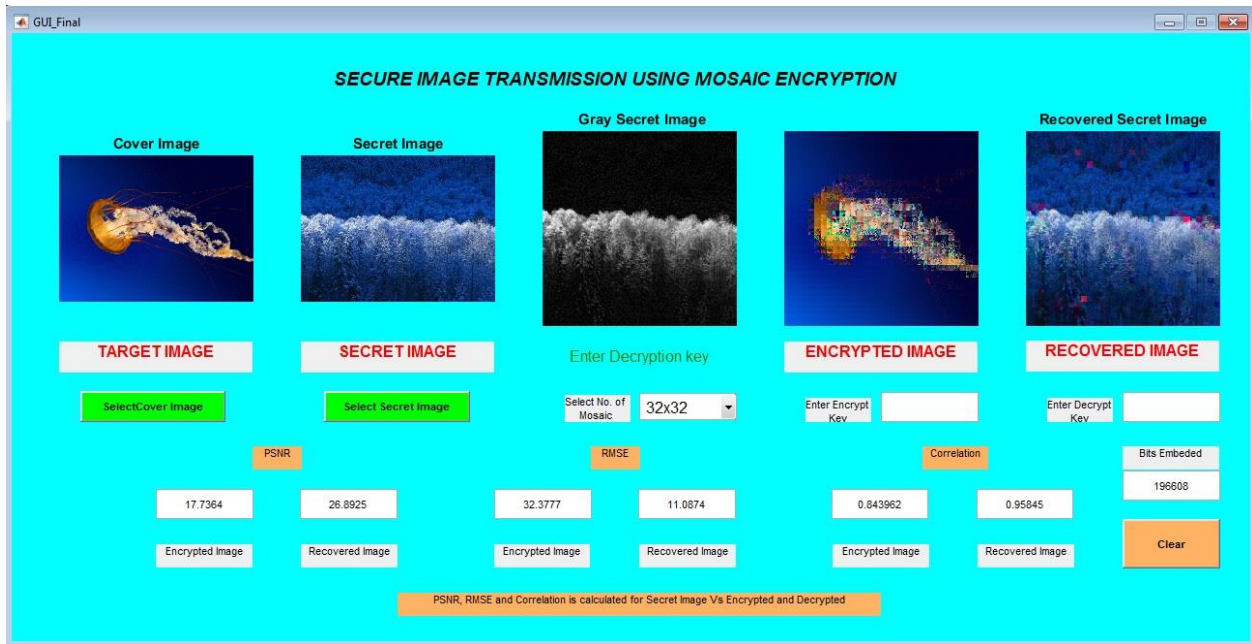 GUI_Final
SECURE IMAGE TRANSMISSION USING MOSAIC ENCRYPTION
Cover Image
Secret Image
Gray Secret Image
Recovered Secret Image
TARGET IMAGE
SECRET IMAGE
Enter Decryption key
ENCRYPTED IMAGE
RECOVERED IMAGE
SelectCover Image
Select Secret Image
Select No. of
Mosaic
32x32
Enter Encrypt
Key
Enter Decrypt
Key
PSNR
RMSE
Correlation
Bits Embeded
17.7364
26.8925
32.3777
11.0874
0.843962
0.95845
196608
Encrypted Image
Recovered Image
Encrypted Image
Recovered Image
Encrypted Image
Recovered Image
Clear
PSNR, RMSE and Correlation is calculated for Secret Image Vs Encrypted and Decrypted